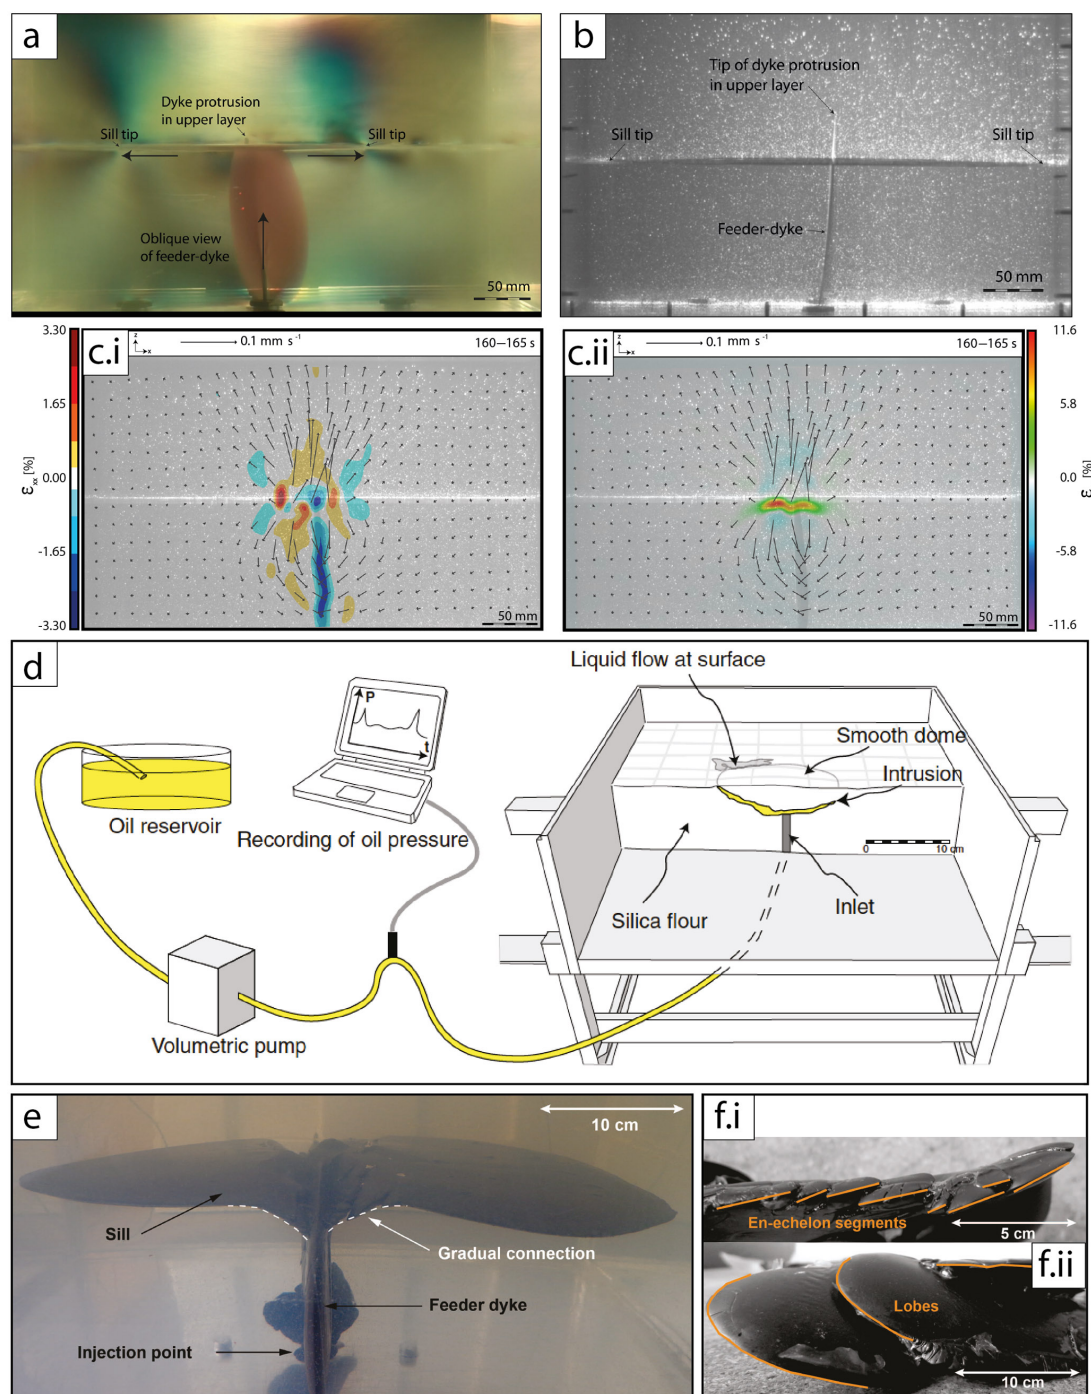 a
Dyke protrusion
in upper layer
Sill tip
Sill tip
Oblique view
of feeder-dyke
50 mm
b
Tip of dyke protrusion
in upper layer
Sill tip
Sill tip
Feeder-dyke
50 mm
c.i
z
x
0.1 mm s⁻¹
160–165 s
3.30
1.65
0.00
-1.65
-3.30
εxx [%]
50 mm
c.ii
z
x
0.1 mm s⁻¹
160–165 s
11.6
5.8
0.0
-5.8
-11.6
[%]
50 mm
d
Liquid flow at surface
P
t
Smooth dome
Intrusion
Oil reservoir
Recording of oil pressure
0
10 cm
Silica flour
Inlet
Volumetric pump
e
10 cm
Sill
Gradual connection
Feeder dyke
Injection point
f.i
En-echelon segments
5 cm
f.ii
Lobes
10 cm